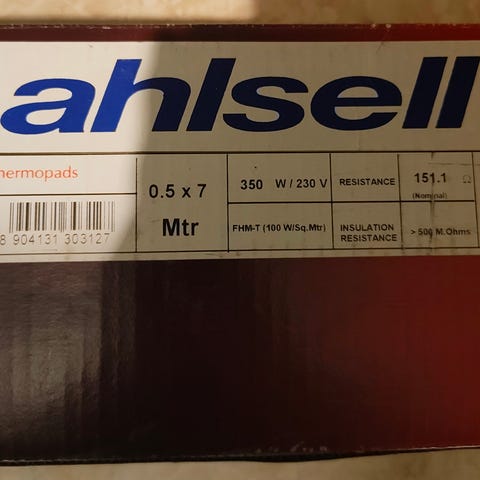 ahlsell
hermopads
0.5 x 7
Mtr
350 W / 230 V
RESISTANCE
151.1 Ω
(Nominal)
8 904131 303127
FHM-T (100 W/Sq.Mtr)
INSULATION
RESISTANCE
> 500 M.Ohms